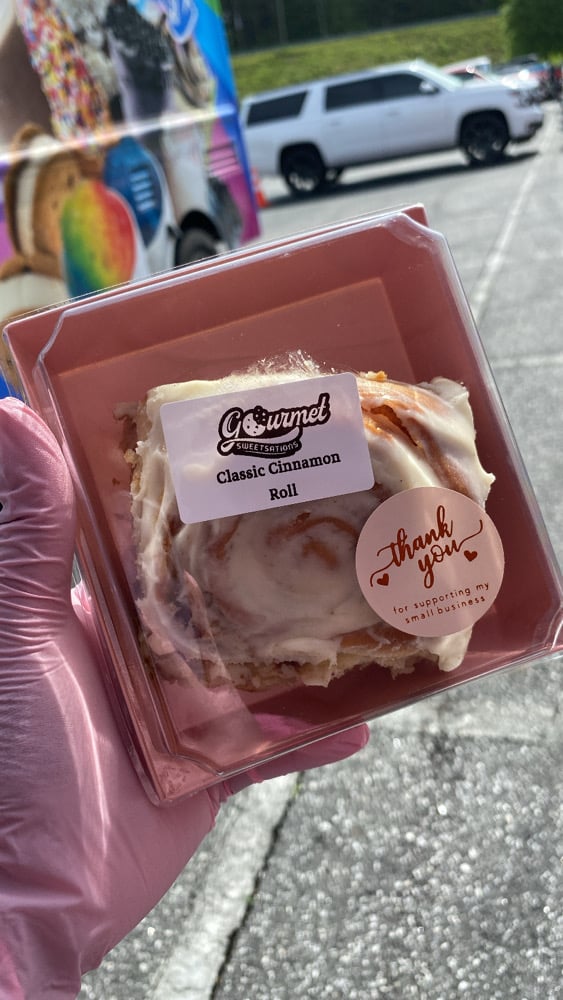 Gourmet
SWEETSATIONS
Classic Cinnamon
Roll
thank
you
for supporting my
small business